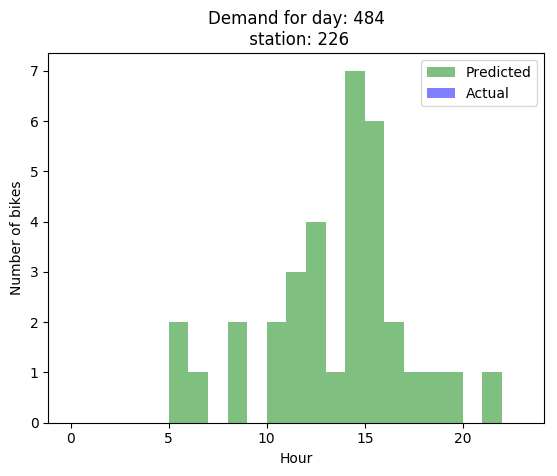 Demand for day: 484
station: 226
Predicted
Actual
Number of bikes
7
6
5
4
3
2
1
0
0 5 10 15 20
Hour